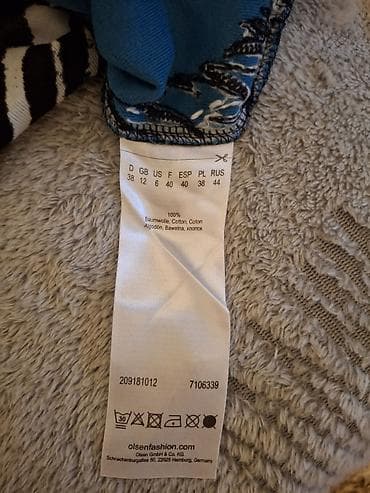 D GB US F ESP PL RUS
38 12 6 40 40 38 44
100%
Baumwolle, Cotton, Coton
Algodón, Bawełna, хлопок
209181012 7106339
30
olsenfashion.com
Olsen GmbH & Co. KG
Schnackenburgallee 50, 22525 Hamburg, Germany